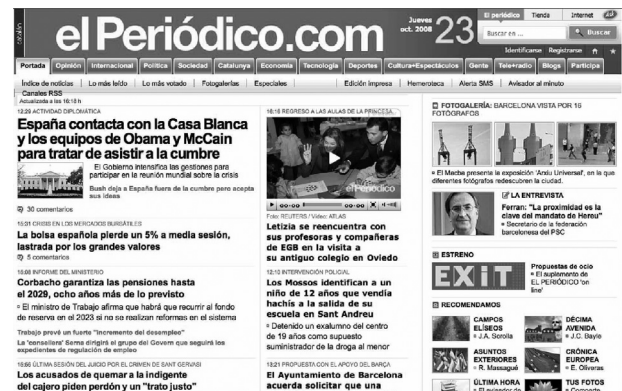 catalán
elPeriódico.com
Jueves
oct. 2008
23
El periódico Tienda Internet
Buscar en ...
Buscar
Identificarse Registrarse
Portada Opinión Internacional Política Sociedad Catalunya Economía Tecnología Deportes Cultura+Espectáculos Gente Tele+radio Blogs Participa
Índice de noticias Lo más leído Lo más votado Fotogalerías Especiales Edición impresa Hemeroteca Alerta SMS Avisador al minuto
Canales RSS
Actualizada a las 16:18 h
12:29 ACTIVIDAD DIPLOMÁTICA
España contacta con la Casa Blanca
y los equipos de Obama y McCain
para tratar de asistir a la cumbre
El Gobierno intensifica las gestiones para
participar en la reunión mundial sobre la crisis
Bush deja a España fuera de la cumbre pero acepta
sus ideas
30 comentarios
15:31 CRISIS EN LOS MERCADOS BURSÁTILES
La bolsa española pierde un 5% a media sesión,
lastrada por los grandes valores
5 comentarios
15:08 INFORME DEL MINISTERIO
Corbacho garantiza las pensiones hasta
el 2029, ocho años más de lo previsto
El ministro de Trabajo afirma que habrá que recurrir al fondo
de reserva en el 2023 si no se realizan reformas en el sistema
Trabajo prevé un fuerte "incremento del desempleo"
La 'consellera' Serna dirigirá el grupo del Govern que seguirá los
expedientes de regulación de empleo
ÚLTIMA SESIÓN DEL JUICIO POR EL CRIMEN DE SANT GERVASI
Los acusados de quemar a la indigente
del cajero piden perdón y un "trato justo"
16:16 REGRESO A LAS AULAS DE LA PRINCESA
elPeriódico
00:00 00:00
Foto: REUTERS / Vídeo: ATLAS
Letizia se reencuentra con
sus profesoras y compañeras
de EGB en la visita a
su antiguo colegio en Oviedo
12:10 INTERVENCIÓN POLICIAL
Los Mossos identifican a un
niño de 12 años que vendía
hachís a la salida de su
escuela en Sant Andreu
Detenido un exalumno del centro
de 19 años como supuesto
suministrador de la droga al menor
13:21 PROPUESTA CON EL APOYO DEL BARÇA
El Ayuntamiento de Barcelona
acuerda solicitar que una
FOTOGALERÍA: BARCELONA VISTA POR 16
FOTÓGRAFOS
El Macba presenta la exposición 'Arxiu Universal', en la que
diferentes fotógrafos redescubren la ciudad.
LA ENTREVISTA
Ferran: "La proximidad es la
clave del mandato de Hereu"
Secretario de la federación
barcelonesa del PSC
ESTRENO
EXiT
Propuestas de ocio
El suplemento de
EL PERIÓDICO 'on
line'
RECOMENDAMOS
CAMPOS
ELÍSEOS
J.A. Sorolla
DÉCIMA
AVENIDA
J.C. Bayle
ASUNTOS
EXTERIORES
R. Massagué
CRÓNICA
EUROPEA
E. Oliveras
ÚLTIMA HORA
El avisador de
TUS FOTOS
Comparte